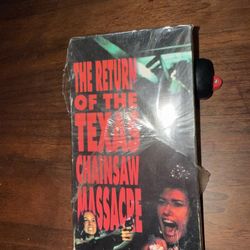 THE RETURN
OF THE
TEXAS
CHAINSAW
MASSACRE